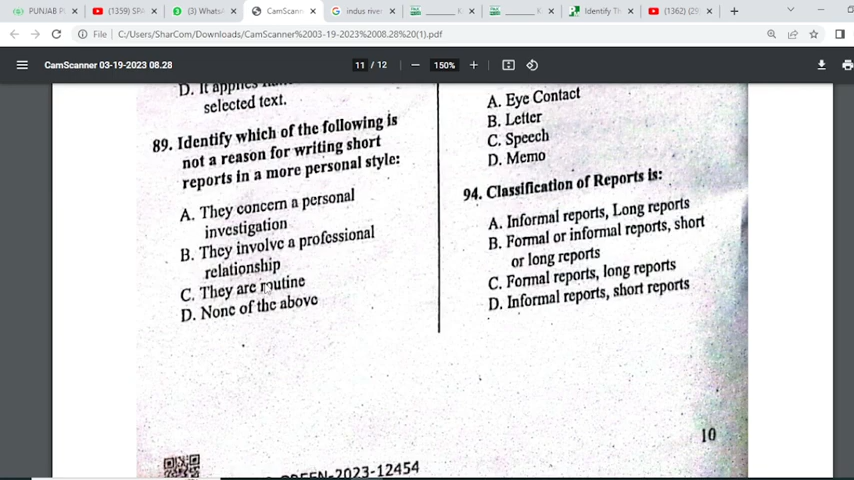 PUNJAB P
(1359) SPA
(3) Whats
CamScann
indus rive
K
K
Identify Th
(1362) (29
File
C:/Users/SharCom/Downloads/CamScanner%2003-19-2023%2008.28%20(1).pdf
CamScanner 03-19-2023 08.28
11 / 12
150%
D. It applies
selected text.
89. Identify which of the following is
not a reason for writing short
reports in a more personal style:
A. They concern a personal
investigation
B. They involve a professional
relationship
C. They are routine
D. None of the above
A. Eye Contact
B. Letter
C. Speech
D. Memo
94. Classification of Reports is:
A. Informal reports, Long reports
B. Formal or informal reports, short
or long reports
C. Formal reports, long reports
D. Informal reports, short reports
10
GREEN-2023-12454